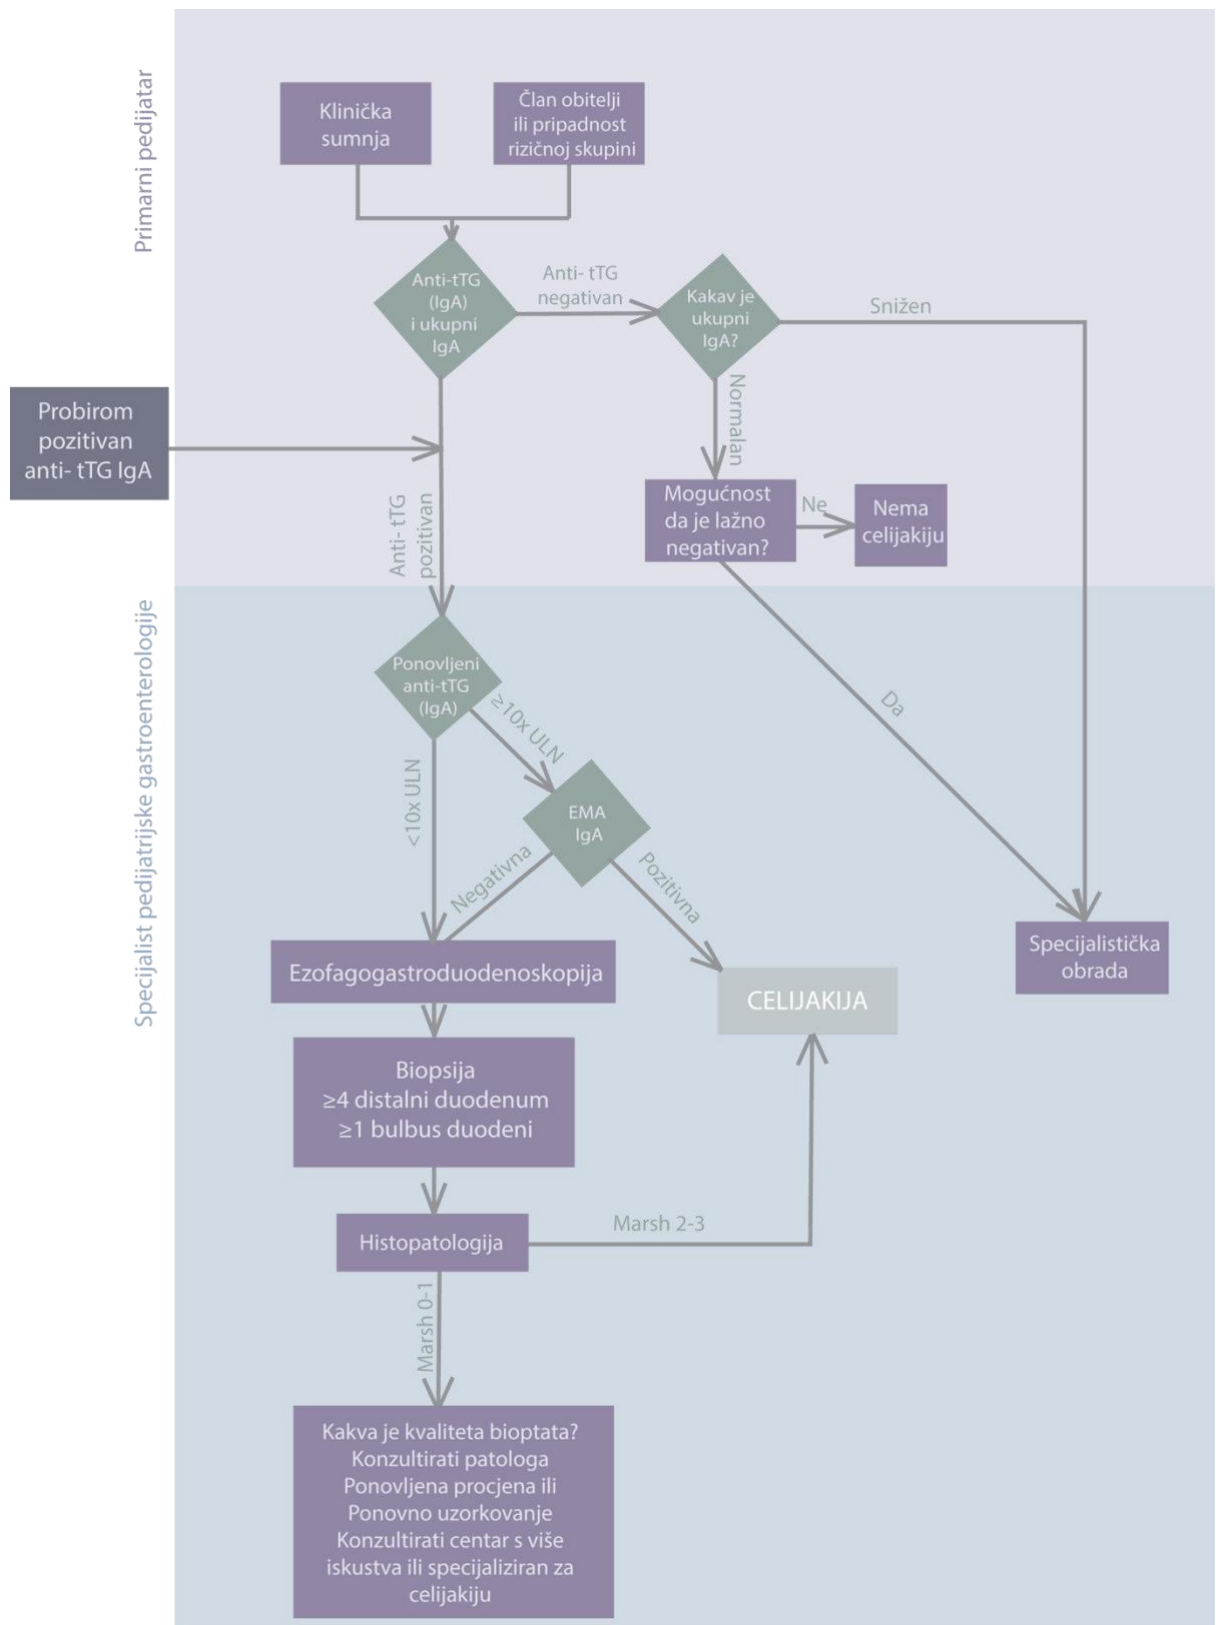 Primarni pedijatar
Klinička
sumnja
Član obitelji
ili pripadnost
rizičnoj skupini
Anti-tTG
(IgA)
i ukupni
IgA
Anti- tTG
negativan
Kakav je
ukupni
IgA?
Snižen
Normalan
Probirom
pozitivan
anti- tTG IgA
Anti- tTG
pozitivan
Mogućnost
da je lažno
negativan?
Ne
Nema
celijakiju
Da
Specijalist pedijatrijske gastroenterologije
Ponovljeni
anti-tTG
(IgA)
≥10x ULN
<10x ULN
EMA
IgA
Negativna
Pozitivna
Ezofagogastroduodenoskopija
CELIJAKIJA
Specijalistička
obrada
Biopsija
≥4 distalni duodenum
≥1 bulbus duodeni
Histopatologija
Marsh 2-3
Marsh 0-1
Kakva je kvaliteta bioptata?
Konzultirati patologa
Ponovljena procjena ili
Ponovno uzorkovanje
Konzultirati centar s više
iskustva ili specijaliziran za
celijakiju